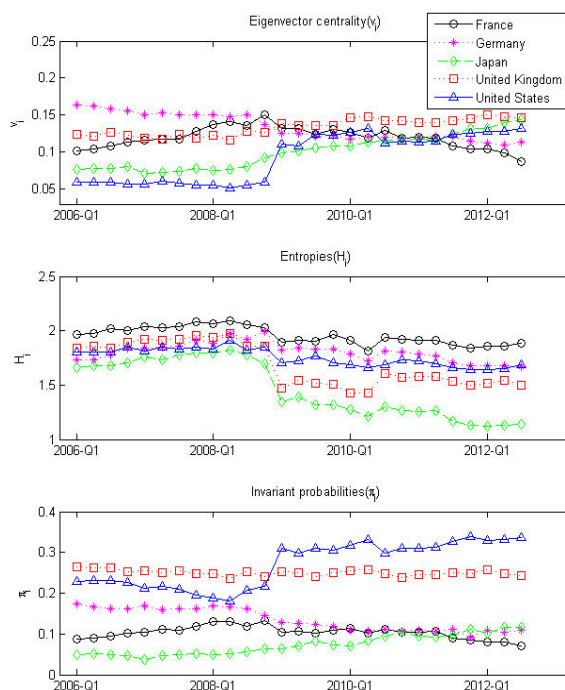 Eigenvector centrality(v_i)
France
Germany
Japan
United Kingdom
United States
0.25
0.2
0.15
0.1
0.05
v_i
2006-Q1
2008-Q1
2010-Q1
2012-Q1
Entropies(H_i)
2.5
2
1.5
1
H_i
2006-Q1
2008-Q1
2010-Q1
2012-Q1
Invariant probabilities(π_i)
0.4
0.3
0.2
0.1
0
π_i
2006-Q1
2008-Q1
2010-Q1
2012-Q1